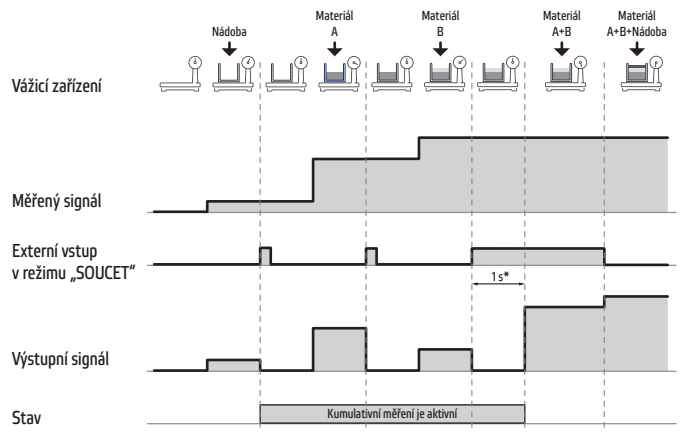 Nádoba
Materiál
A
Materiál
B
Materiál
A+B
Materiál
A+B+Nádoba
Vážicí zařízení
Měřený signál
Externí vstup
v režimu „SOUCET“
1 s*
Výstupní signál
Stav
Kumulativní měření je aktivní